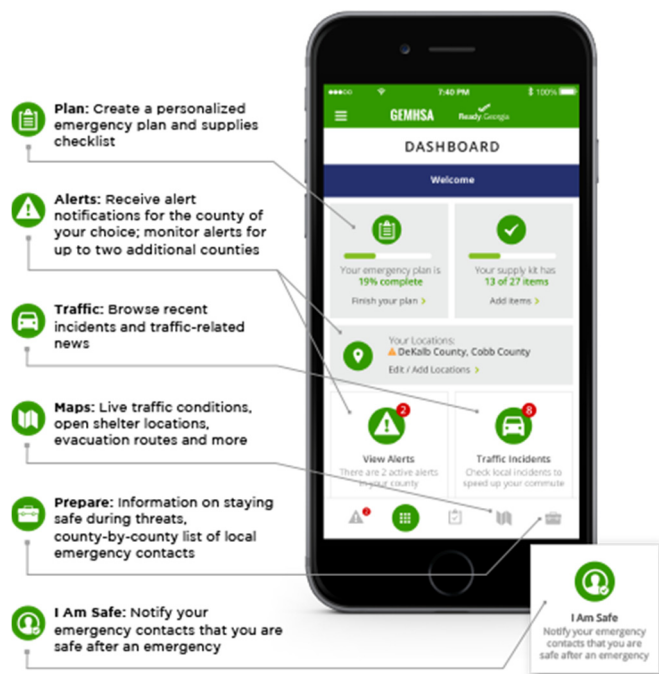 Plan: Create a personalized
emergency plan and supplies
checklist
Alerts: Receive alert
notifications for the county of
your choice; monitor alerts for
up to two additional counties
Traffic: Browse recent
incidents and traffic-related
news
Maps: Live traffic conditions,
open shelter locations,
evacuation routes and more
Prepare: Information on staying
safe during threats,
county-by-county list of local
emergency contacts
I Am Safe: Notify your
emergency contacts that you are
safe after an emergency
7:40 PM
100%
GEMHSA
Ready Georgia
DASHBOARD
Welcome
Your emergency plan is
19% complete
Finish your plan >
Your supply kit has
13 of 27 items
Add items >
Your Locations:
DeKalb County, Cobb County
Edit / Add Locations >
2
View Alerts
There are 2 active alerts
in your county
8
Traffic Incidents
Check local incidents to
speed up your commute
2
I Am Safe
Notify your emergency
contacts that you are
safe after an emergency